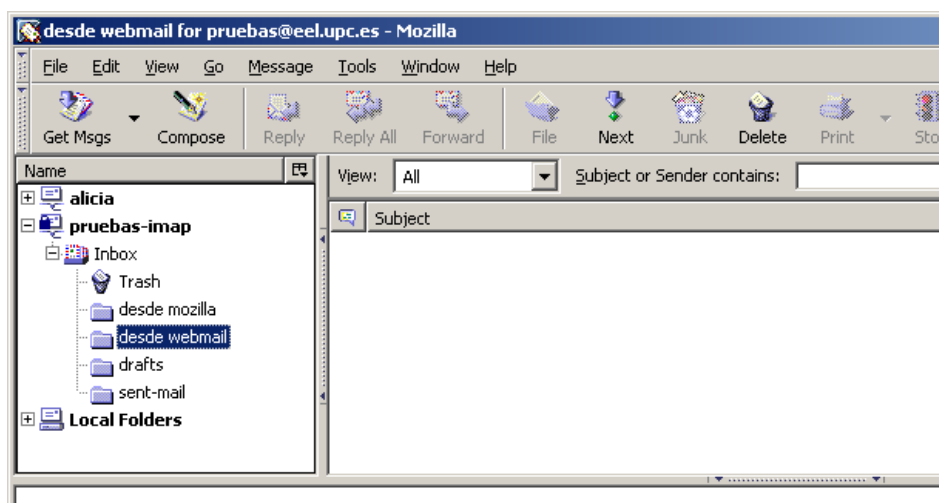 desde webmail for pruebas@eel.upc.es - Mozilla
File Edit View Go Message Tools Window Help
Get Msgs Compose Reply Reply All Forward File Next Junk Delete Print Sto
Name
View: All Subject or Sender contains:
Subject
alicia
pruebas-imap
Inbox
Trash
desde mozilla
desde webmail
drafts
sent-mail
Local Folders